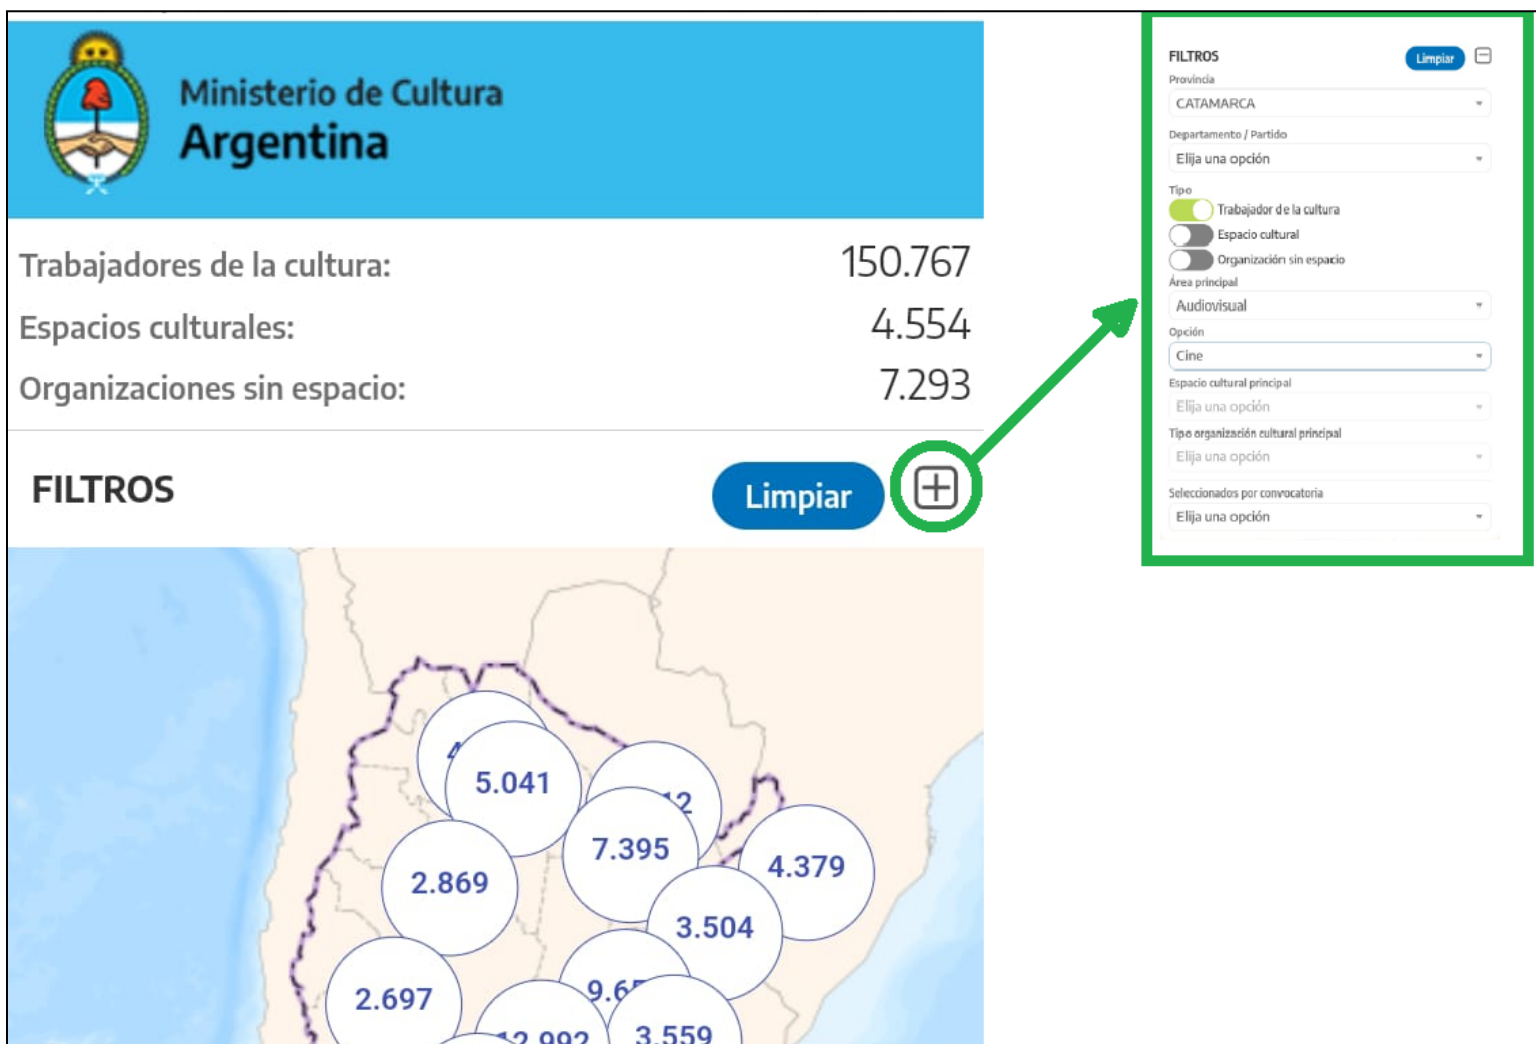 Ministerio de Cultura
Argentina
Trabajadores de la cultura: 150.767
Espacios culturales: 4.554
Organizaciones sin espacio: 7.293
FILTROS Limpiar
5.041
7.395
4.379
2.869
3.504
2.697
3.559
FILTROS Limpiar
Provincia
CATAMARCA
Departamento / Partido
Elija una opción
Tipo
Trabajador de la cultura
Espacio cultural
Organización sin espacio
Área principal
Audiovisual
Opción
Cine
Espacio cultural principal
Elija una opción
Tipo organización cultural principal
Elija una opción
Seleccionados por convocatoria
Elija una opción